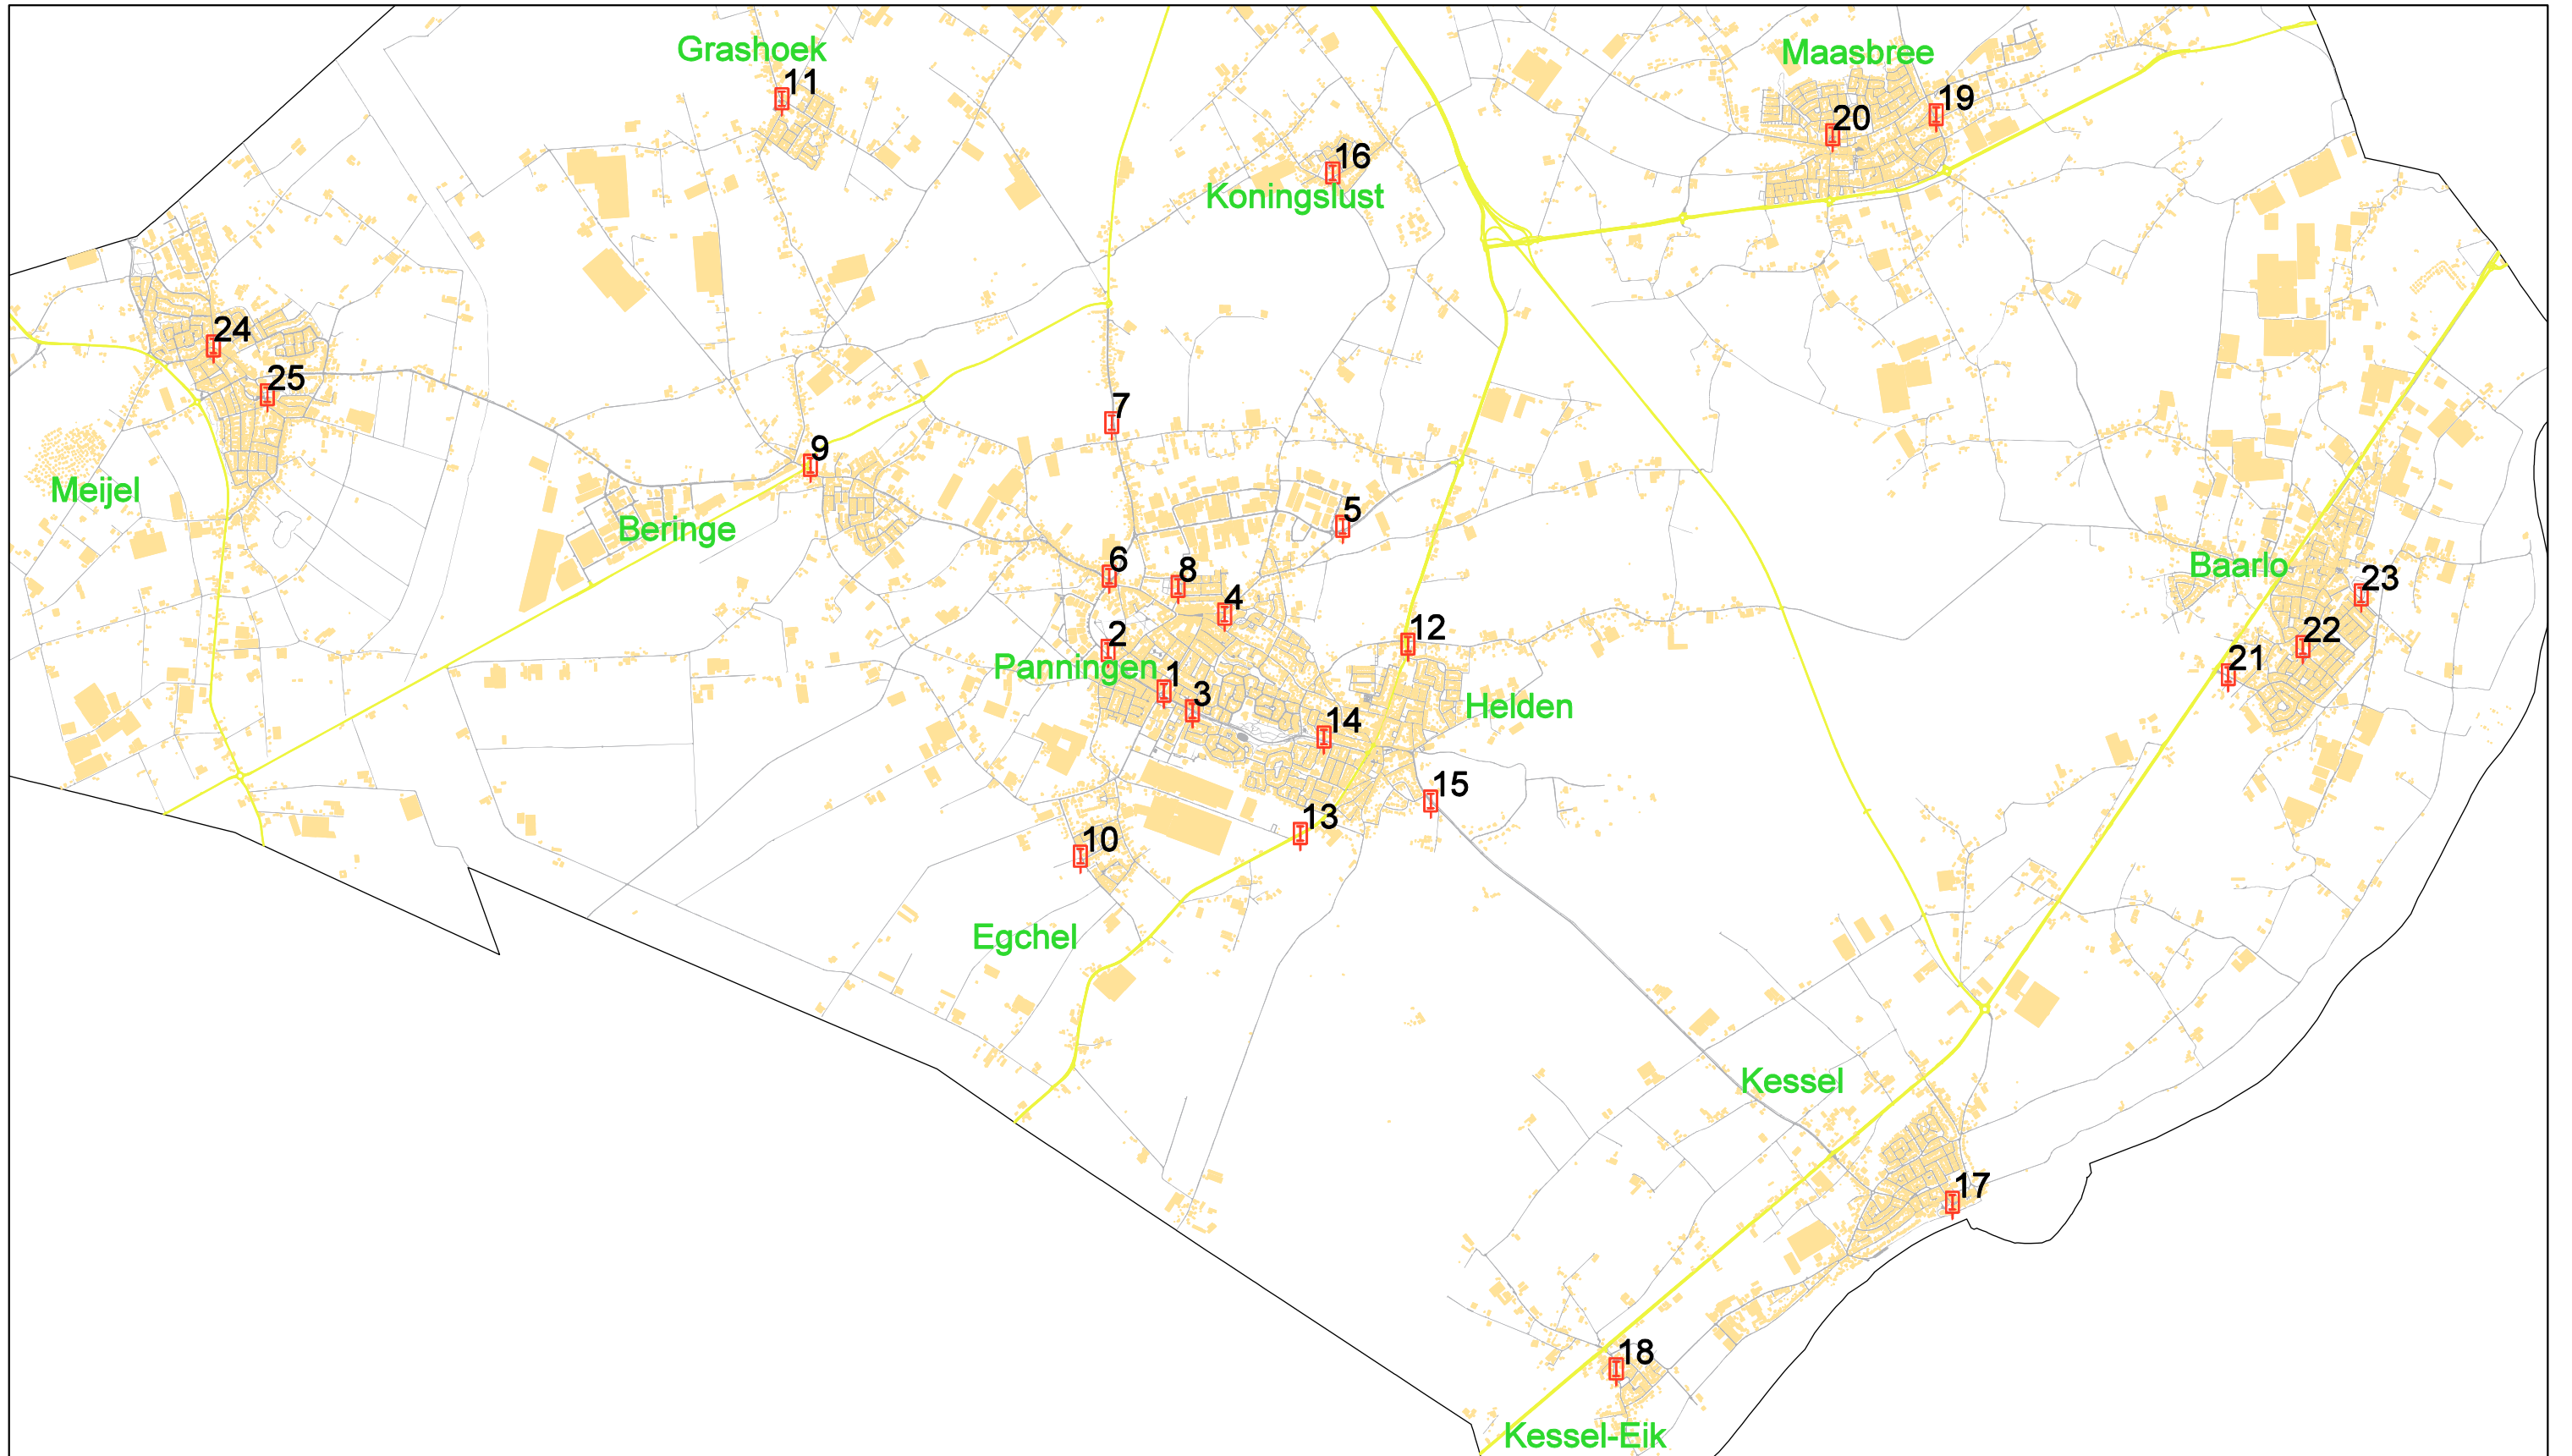 Grashoek
Maasbree
11
19
20
16
Koningslust
24
25
7
9
Meijel
Beringe
5
6
8
4
Baarlo
23
2
Panningen
12
22
1
3
21
Helden
14
15
13
10
Egchel
Kessel
17
18
Kessel-Eik